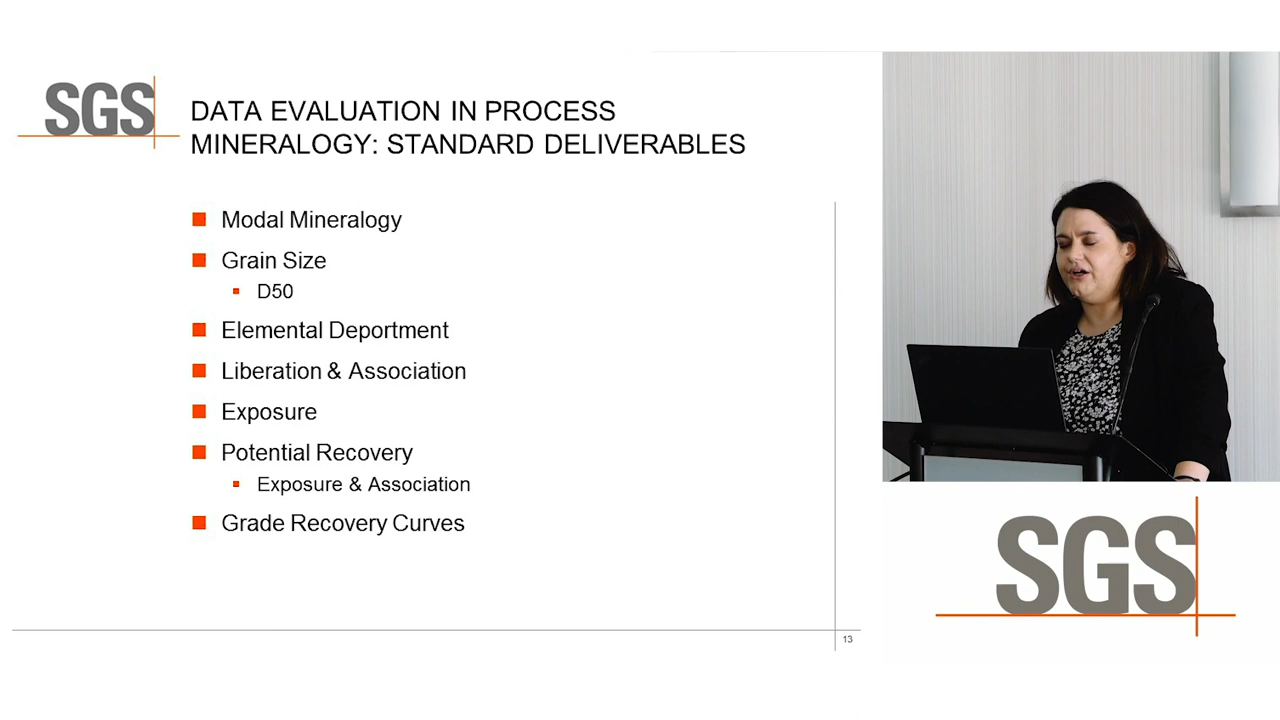 SGS
DATA EVALUATION IN PROCESS
MINERALOGY: STANDARD DELIVERABLES
Modal Mineralogy
Grain Size
D50
Elemental Deportment
Liberation & Association
Exposure
Potential Recovery
Exposure & Association
Grade Recovery Curves
13
SGS